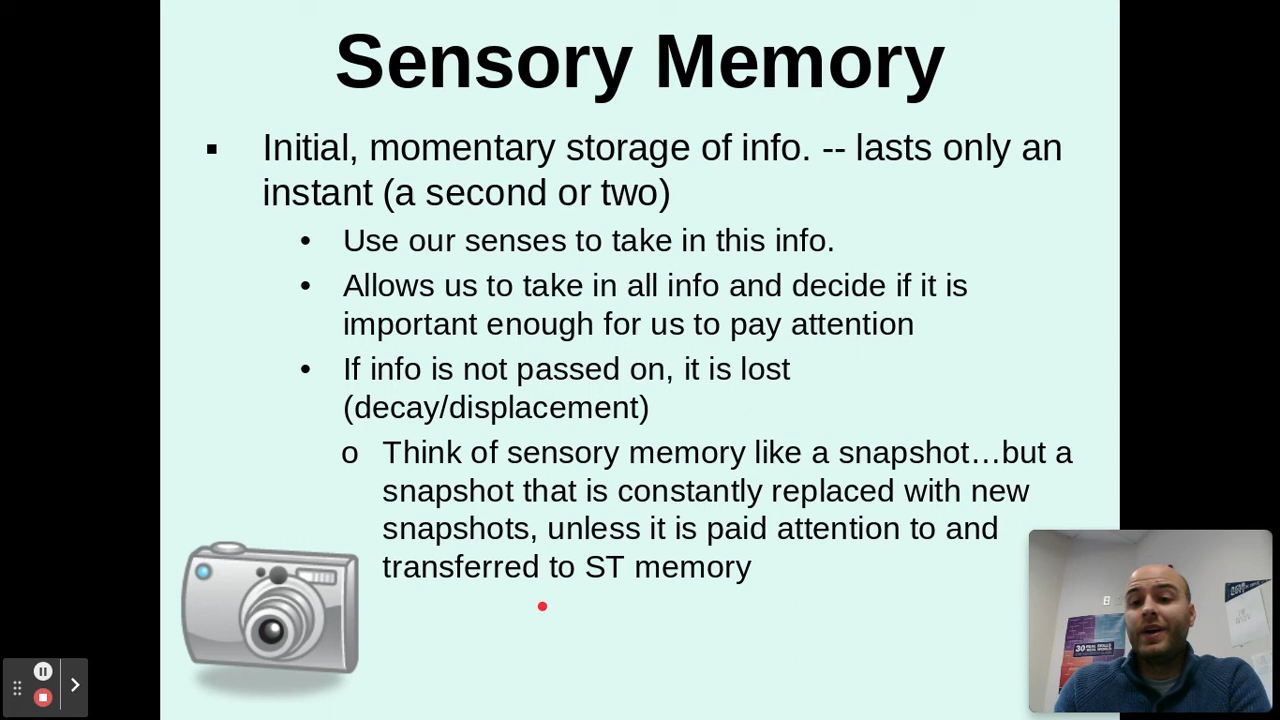 Sensory Memory
▪ Initial, momentary storage of info. -- lasts only an
instant (a second or two)
• Use our senses to take in this info.
• Allows us to take in all info and decide if it is
important enough for us to pay attention
• If info is not passed on, it is lost
(decay/displacement)
o Think of sensory memory like a snapshot…but a
snapshot that is constantly replaced with new
snapshots, unless it is paid attention to and
transferred to ST memory